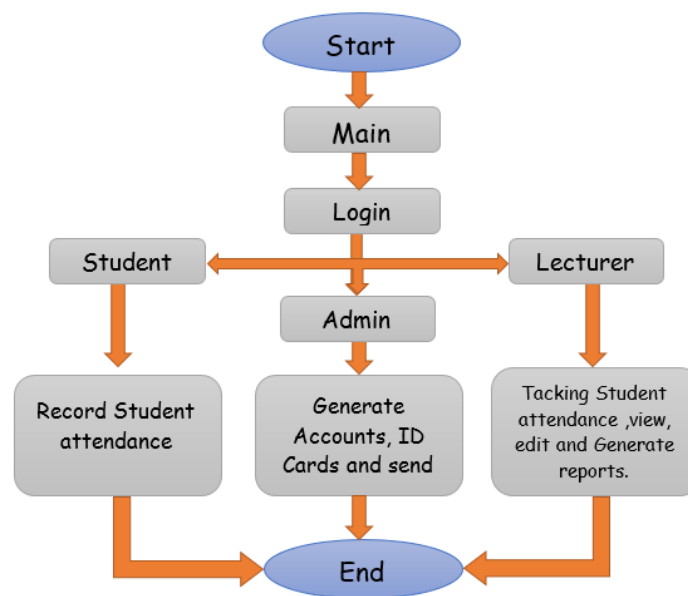 Start
Main
Login
Student
Lecturer
Admin
Record Student
attendance
Generate
Accounts, ID
Cards and send
Tacking Student
attendance ,view,
edit and Generate
reports.
End